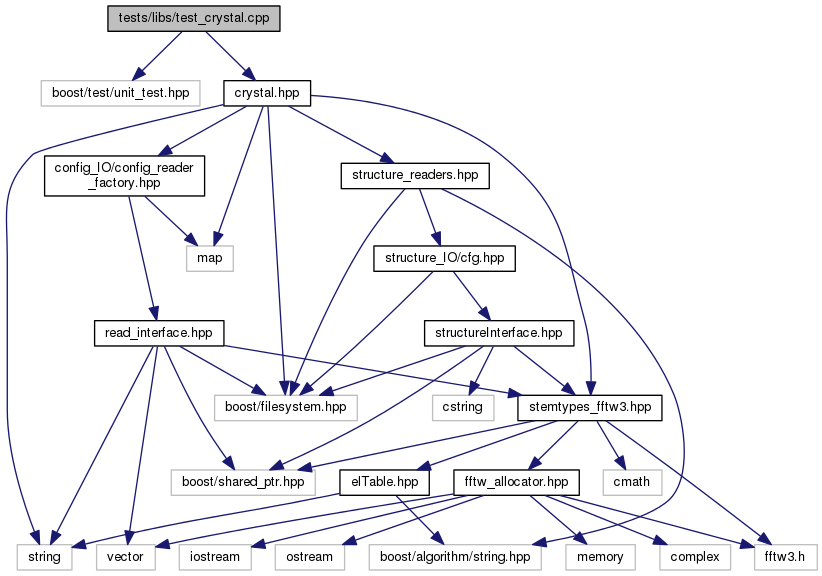 tests/libs/test_crystal.cpp
boost/test/unit_test.hpp
crystal.hpp
config_IO/config_reader
_factory.hpp
structure_readers.hpp
map
structure_IO/cfg.hpp
read_interface.hpp
structureInterface.hpp
boost/filesystem.hpp
cstring
stemtypes_fftw3.hpp
boost/shared_ptr.hpp
elTable.hpp
fftw_allocator.hpp
cmath
string
vector
iostream
ostream
boost/algorithm/string.hpp
memory
complex
fftw3.h